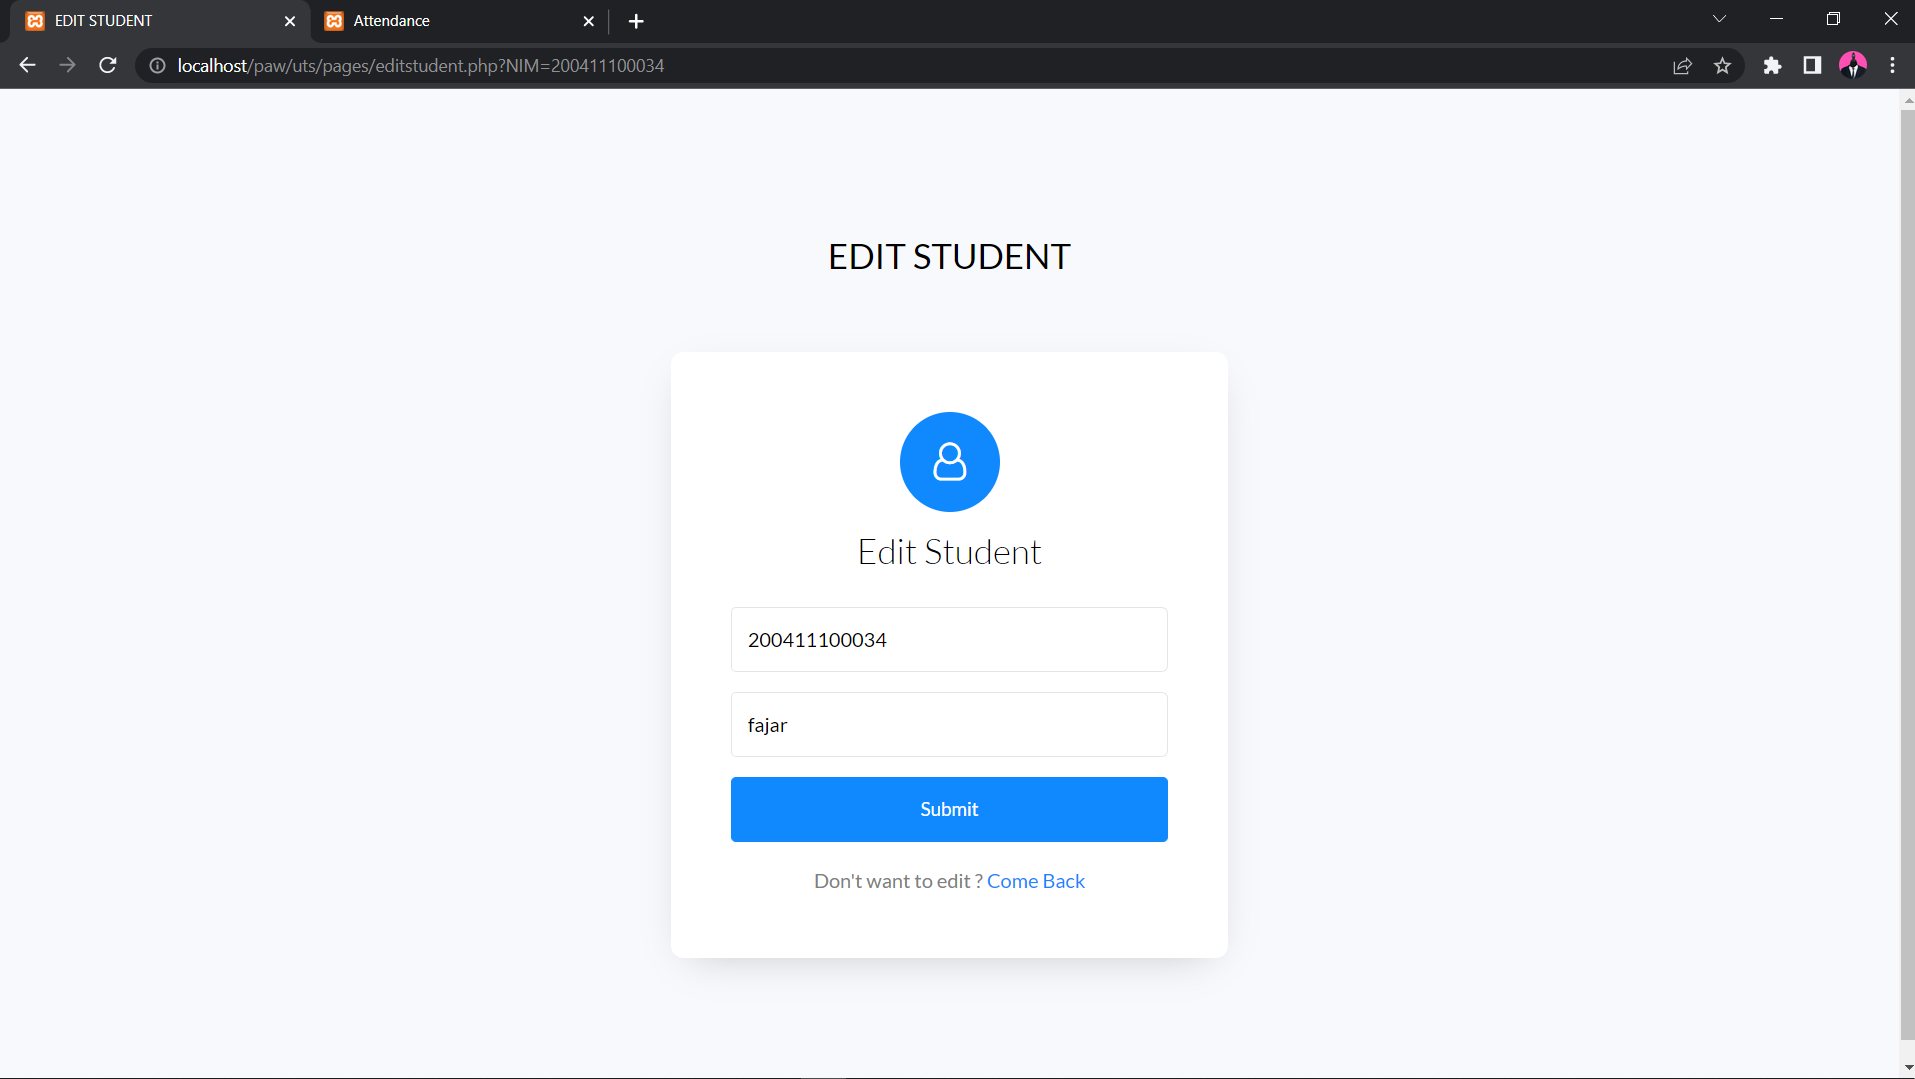 EDIT STUDENT
Attendance
localhost/paw/uts/pages/editstudent.php?NIM=200411100034
EDIT STUDENT
Edit Student
200411100034
fajar
Submit
Don't want to edit ? Come Back